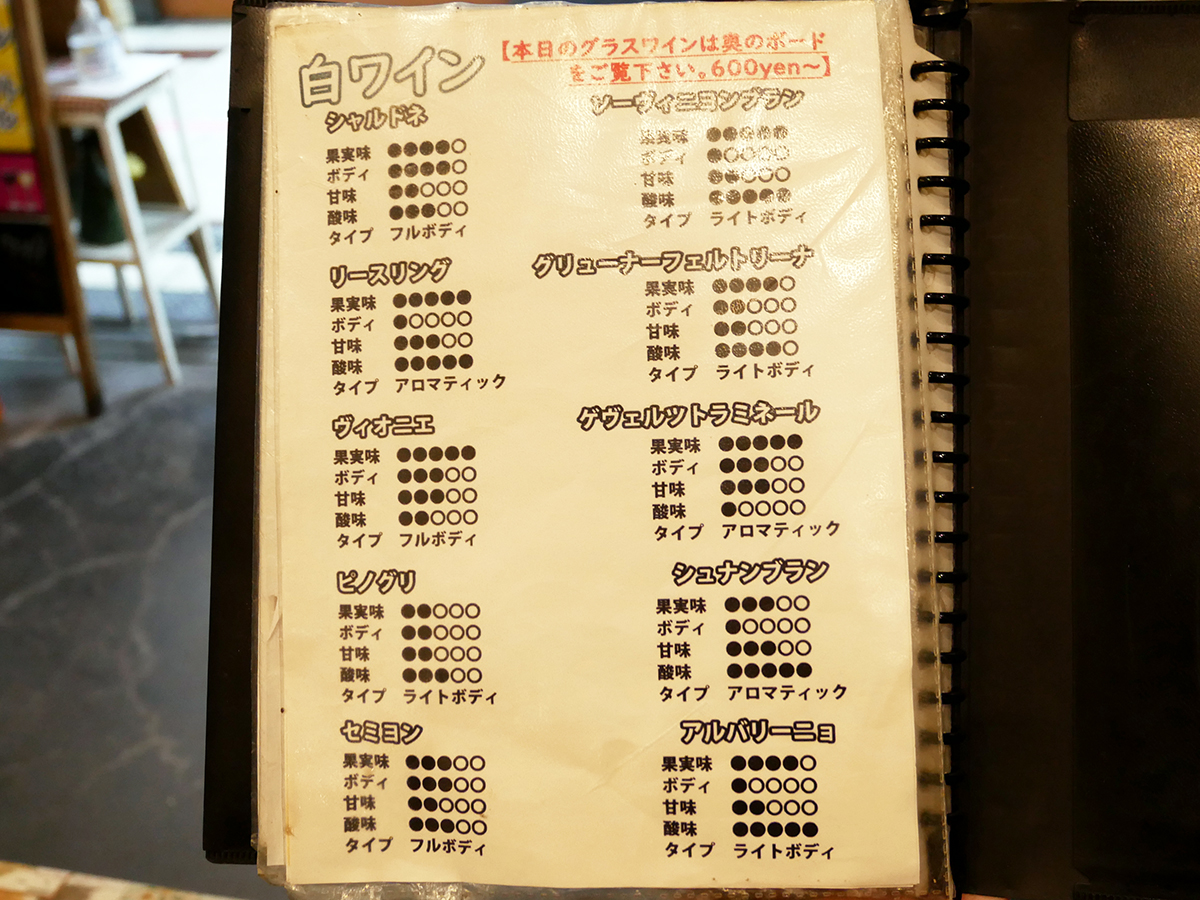 白ワイン
【本日のグラスワインは奥のボード
をご覧下さい。600yen～】
シャルドネ
果実味 ●●●●○
ボディ ●●●●○
甘味 ●●○○○
酸味 ●●●○○
タイプ フルボディ
リースリング
果実味 ●●●●●
ボディ ●○○○○
甘味 ●●●○○
酸味 ●●●●●
タイプ アロマティック
ヴィオニエ
果実味 ●●●●●
ボディ ●●●○○
甘味 ●●●○○
酸味 ●●○○○
タイプ フルボディ
ピノグリ
果実味 ●●○○○
ボディ ●●○○○
甘味 ●●○○○
酸味 ●●●○○
タイプ ライトボディ
セミヨン
果実味 ●●●○○
ボディ ●●●○○
甘味 ●●○○○
酸味 ●●●○○
タイプ フルボディ
ソーヴィニヨンブラン
果実味 ●●●●●
ボディ ●○○○○
甘味 ●●○○○
酸味 ●●●●●
タイプ ライトボディ
グリューナーフェルトリーナ
果実味 ●●●●○
ボディ ●●○○○
甘味 ●●○○○
酸味 ●●●●○
タイプ ライトボディ
ゲヴェルツトラミネール
果実味 ●●●●●
ボディ ●●●○○
甘味 ●●●○○
酸味 ●○○○○
タイプ アロマティック
シュナンブラン
果実味 ●●●○○
ボディ ●○○○○
甘味 ●●●○○
酸味 ●●●●●
タイプ アロマティック
アルバリーニョ
果実味 ●●●●○
ボディ ●○○○○
甘味 ●●○○○
酸味 ●●●●●
タイプ ライトボディ